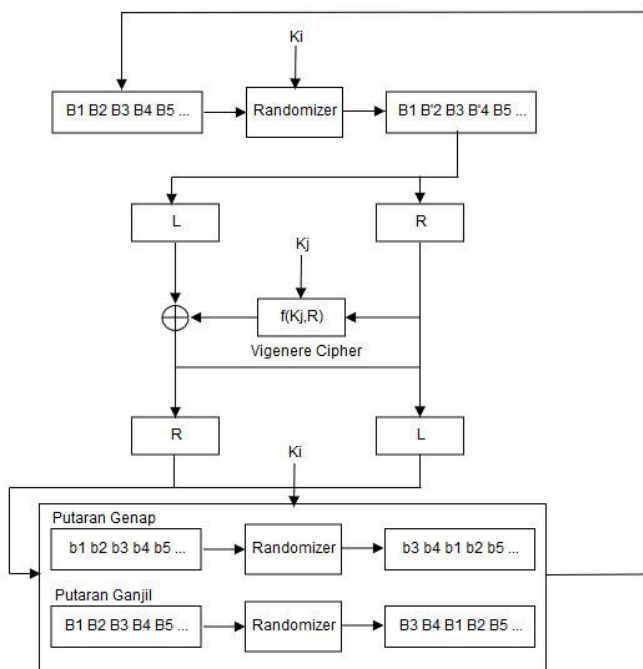 Ki
B1 B2 B3 B4 B5 ...
Randomizer
B1 B'2 B3 B'4 B5 ...
L
R
Kj
f(Kj,R)
Vigenere Cipher
R
L
Ki
Putaran Genap
b1 b2 b3 b4 b5 ...
Randomizer
b3 b4 b1 b2 b5 ...
Putaran Ganjil
B1 B2 B3 B4 B5 ...
Randomizer
B3 B4 B1 B2 B5 ...